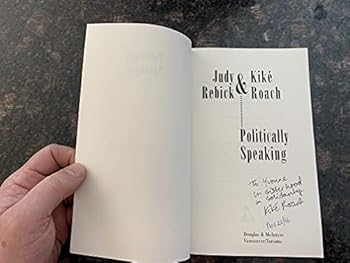 Judy & Kiké
Rebick Roach
Politically
Speaking
To Yvonne
in sisterhood
in solidarity
Kiké Roach
Douglas & McIntyre
Vancouver/Toronto